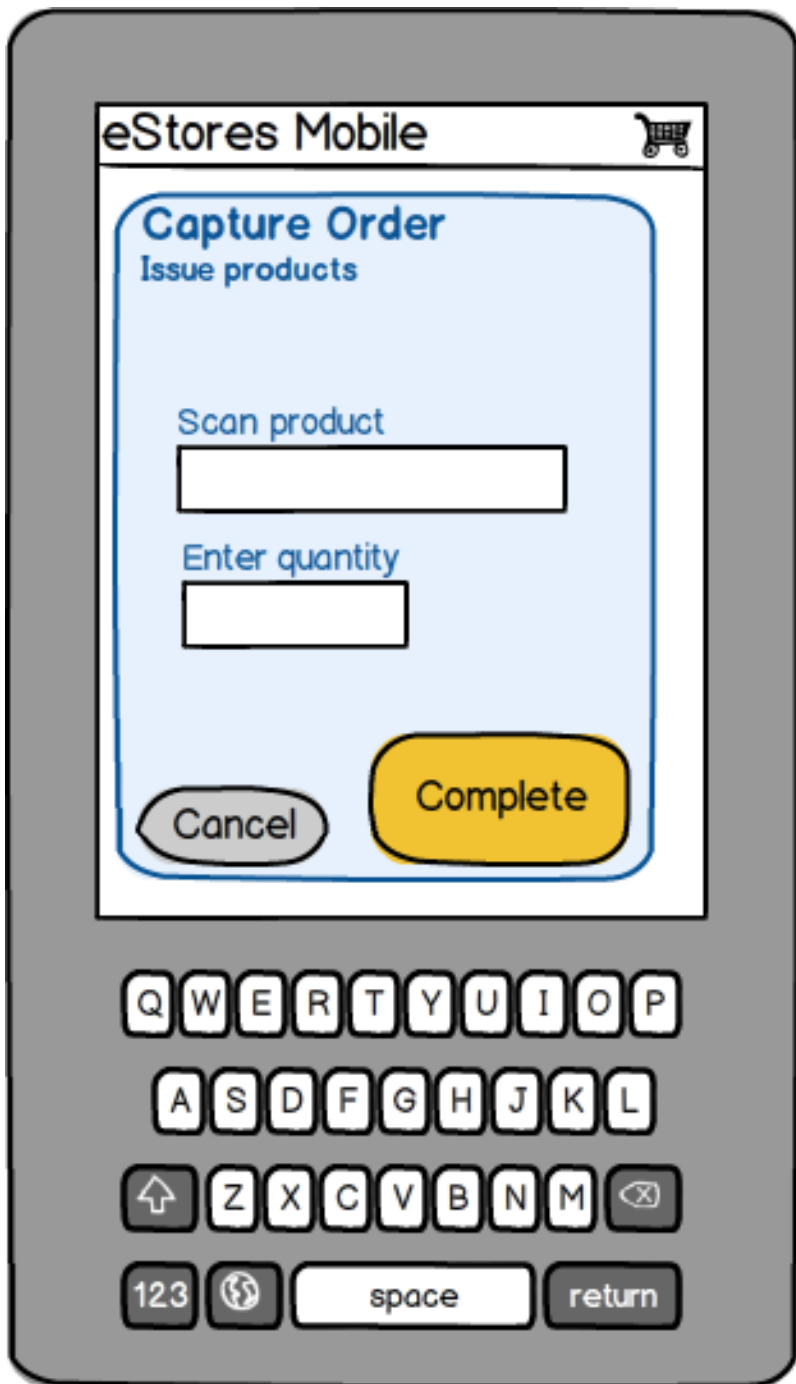 eStores Mobile
Capture Order
Issue products
Scan product
Enter quantity
Cancel
Complete
Q W E R T Y U I O P
A S D F G H J K L
Z X C V B N M
123 space return